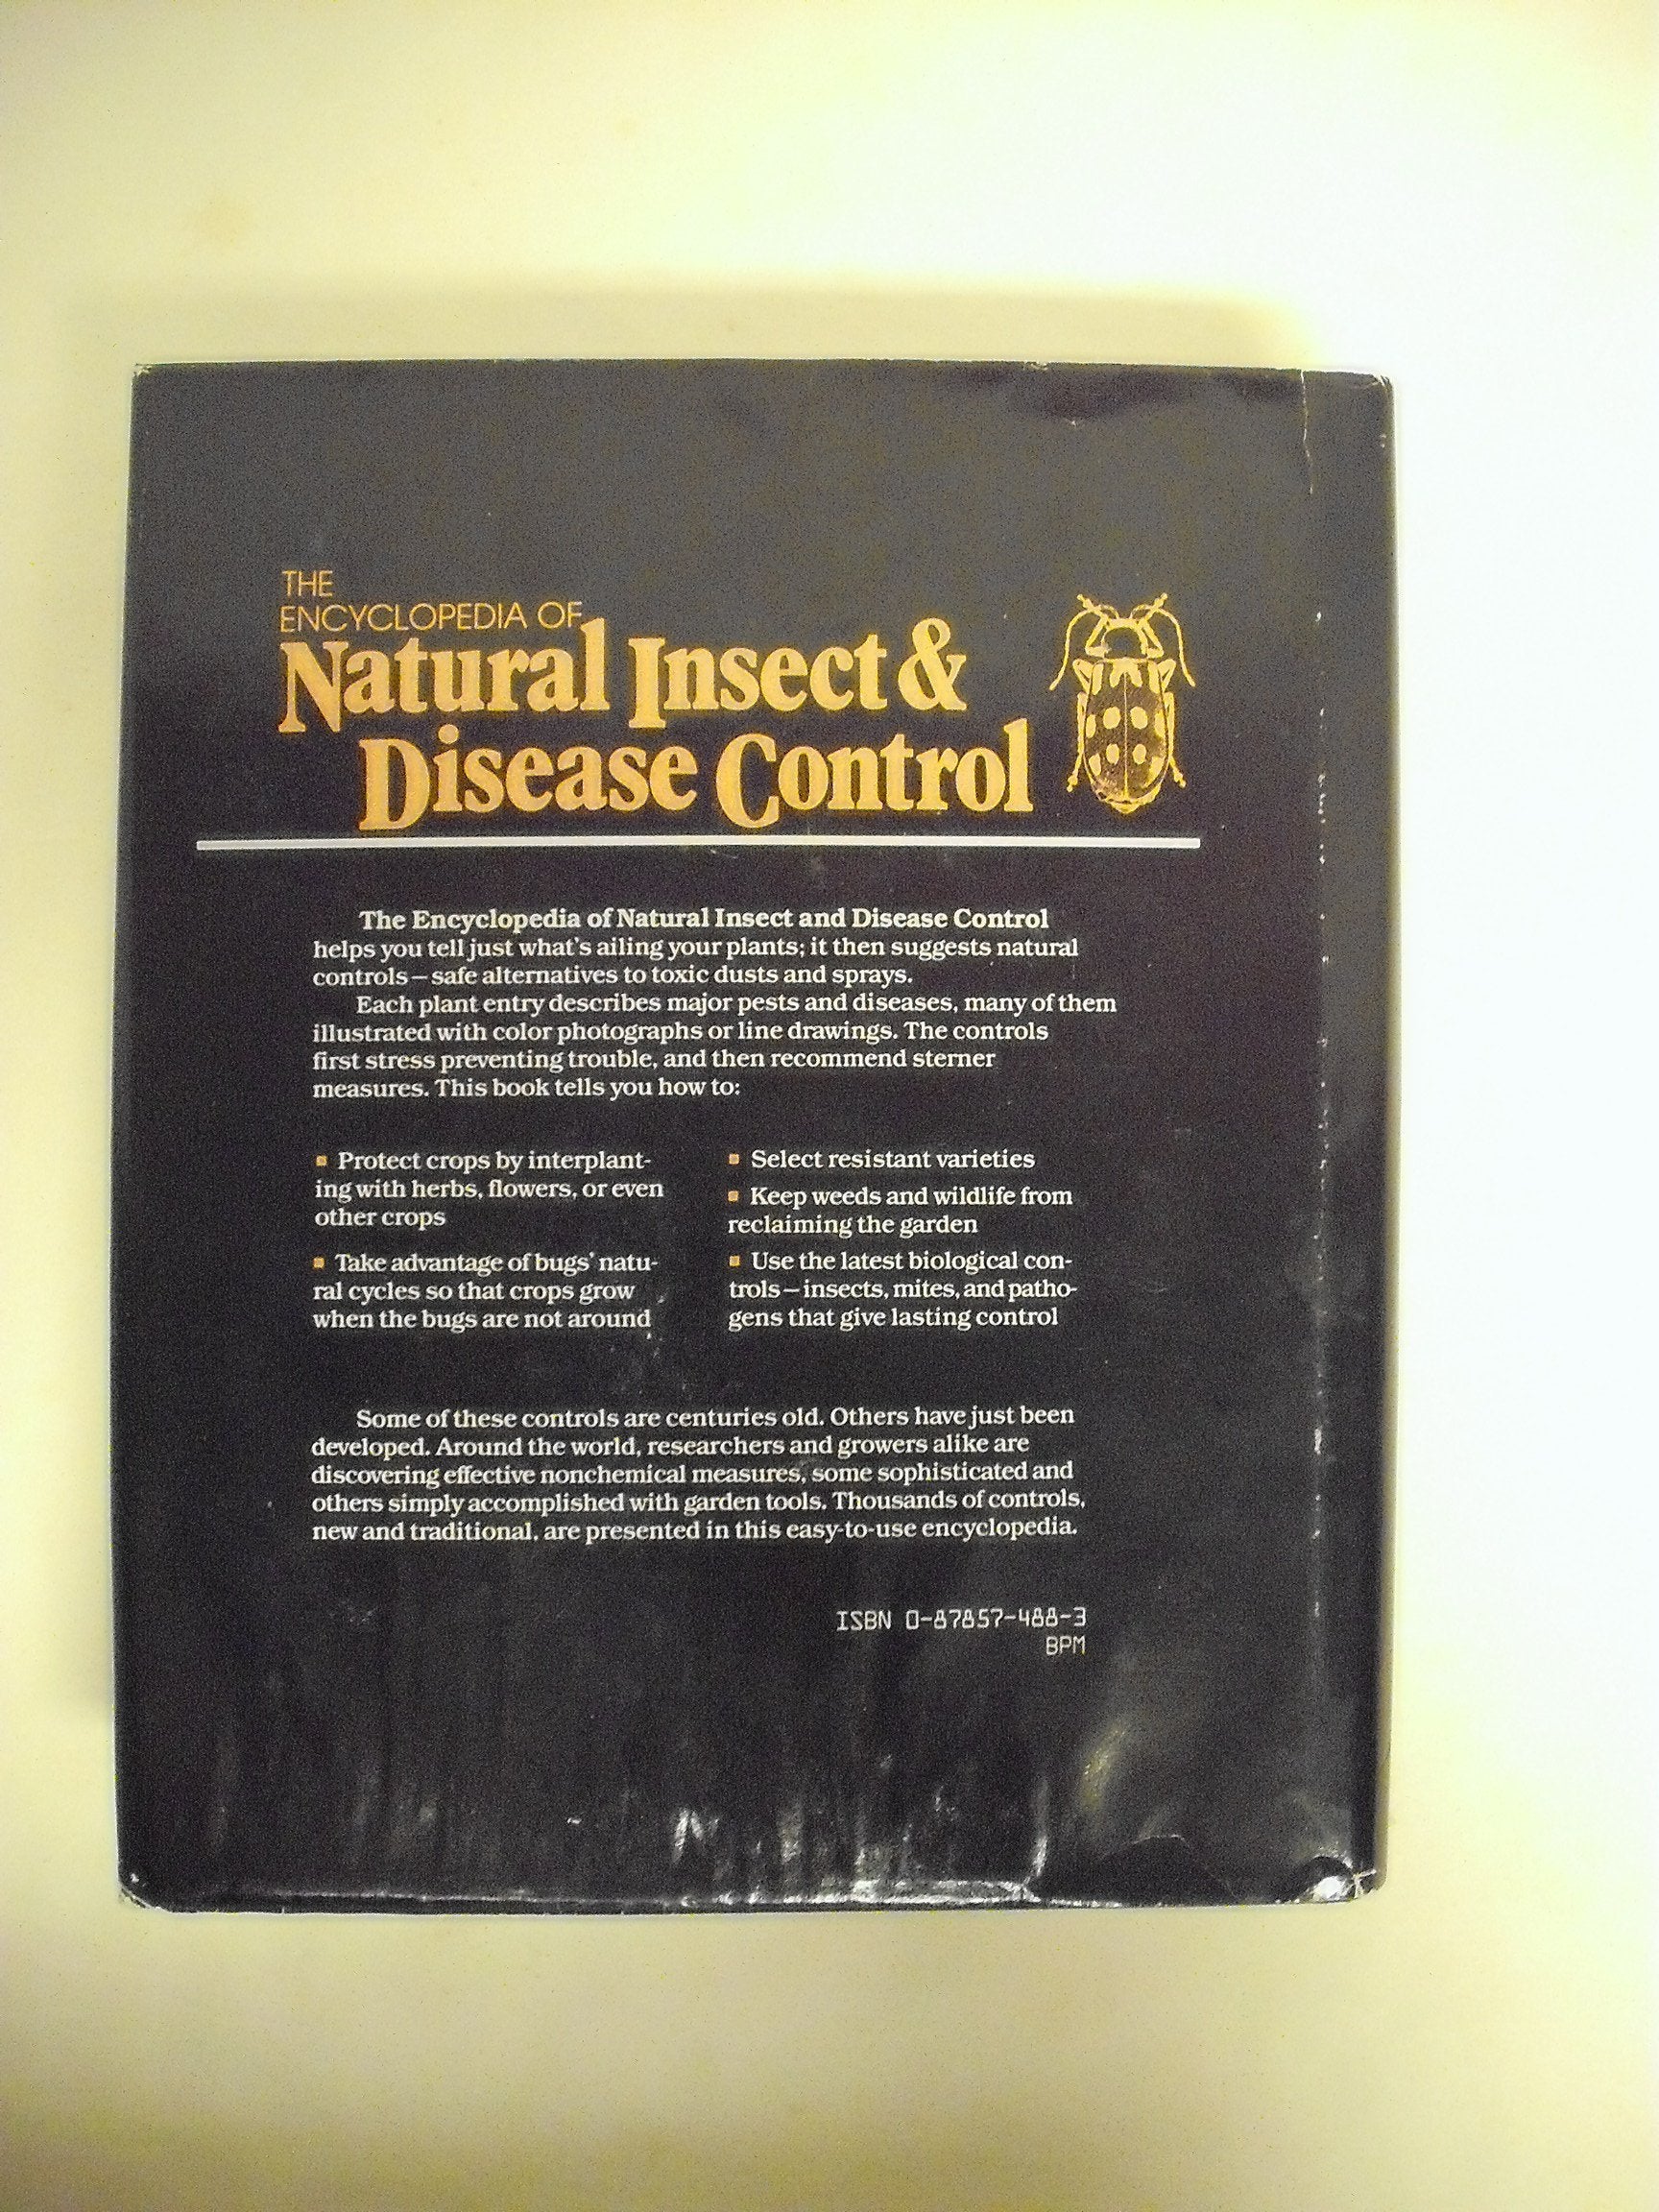 THE
ENCYCLOPEDIA OF
Natural Insect &
Disease Control
The Encyclopedia of Natural Insect and Disease Control
helps you tell just what's ailing your plants; it then suggests natural
controls—safe alternatives to toxic dusts and sprays.
Each plant entry describes major pests and diseases, many of them
illustrated with color photographs or line drawings. The controls
first stress preventing trouble, and then recommend sterner
measures. This book tells you how to:
▪ Protect crops by interplant-
ing with herbs, flowers, or even
other crops
▪ Take advantage of bugs' natu-
ral cycles so that crops grow
when the bugs are not around
▪ Select resistant varieties
▪ Keep weeds and wildlife from
reclaiming the garden
▪ Use the latest biological con-
trols—insects, mites, and patho-
gens that give lasting control
Some of these controls are centuries old. Others have just been
developed. Around the world, researchers and growers alike are
discovering effective nonchemical measures, some sophisticated and
others simply accomplished with garden tools. Thousands of controls,
new and traditional, are presented in this easy-to-use encyclopedia.
ISBN 0-87857-488-3
BPM